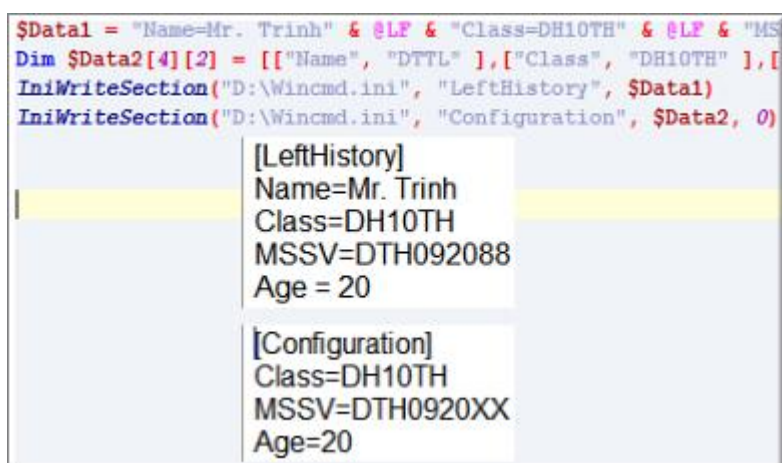 $Data1 = "Name=Mr. Trinh" & @LF & "Class=DH10TH" & @LF & "MS
Dim $Data2[4][2] = [["Name", "DTTL" ],["Class", "DH10TH" ],[
IniWriteSection("D:\Wincmd.ini", "LeftHistory", $Data1)
IniWriteSection("D:\Wincmd.ini", "Configuration", $Data2, 0)
[LeftHistory]
Name=Mr. Trinh
Class=DH10TH
MSSV=DTH092088
Age = 20
[Configuration]
Class=DH10TH
MSSV=DTH0920XX
Age=20